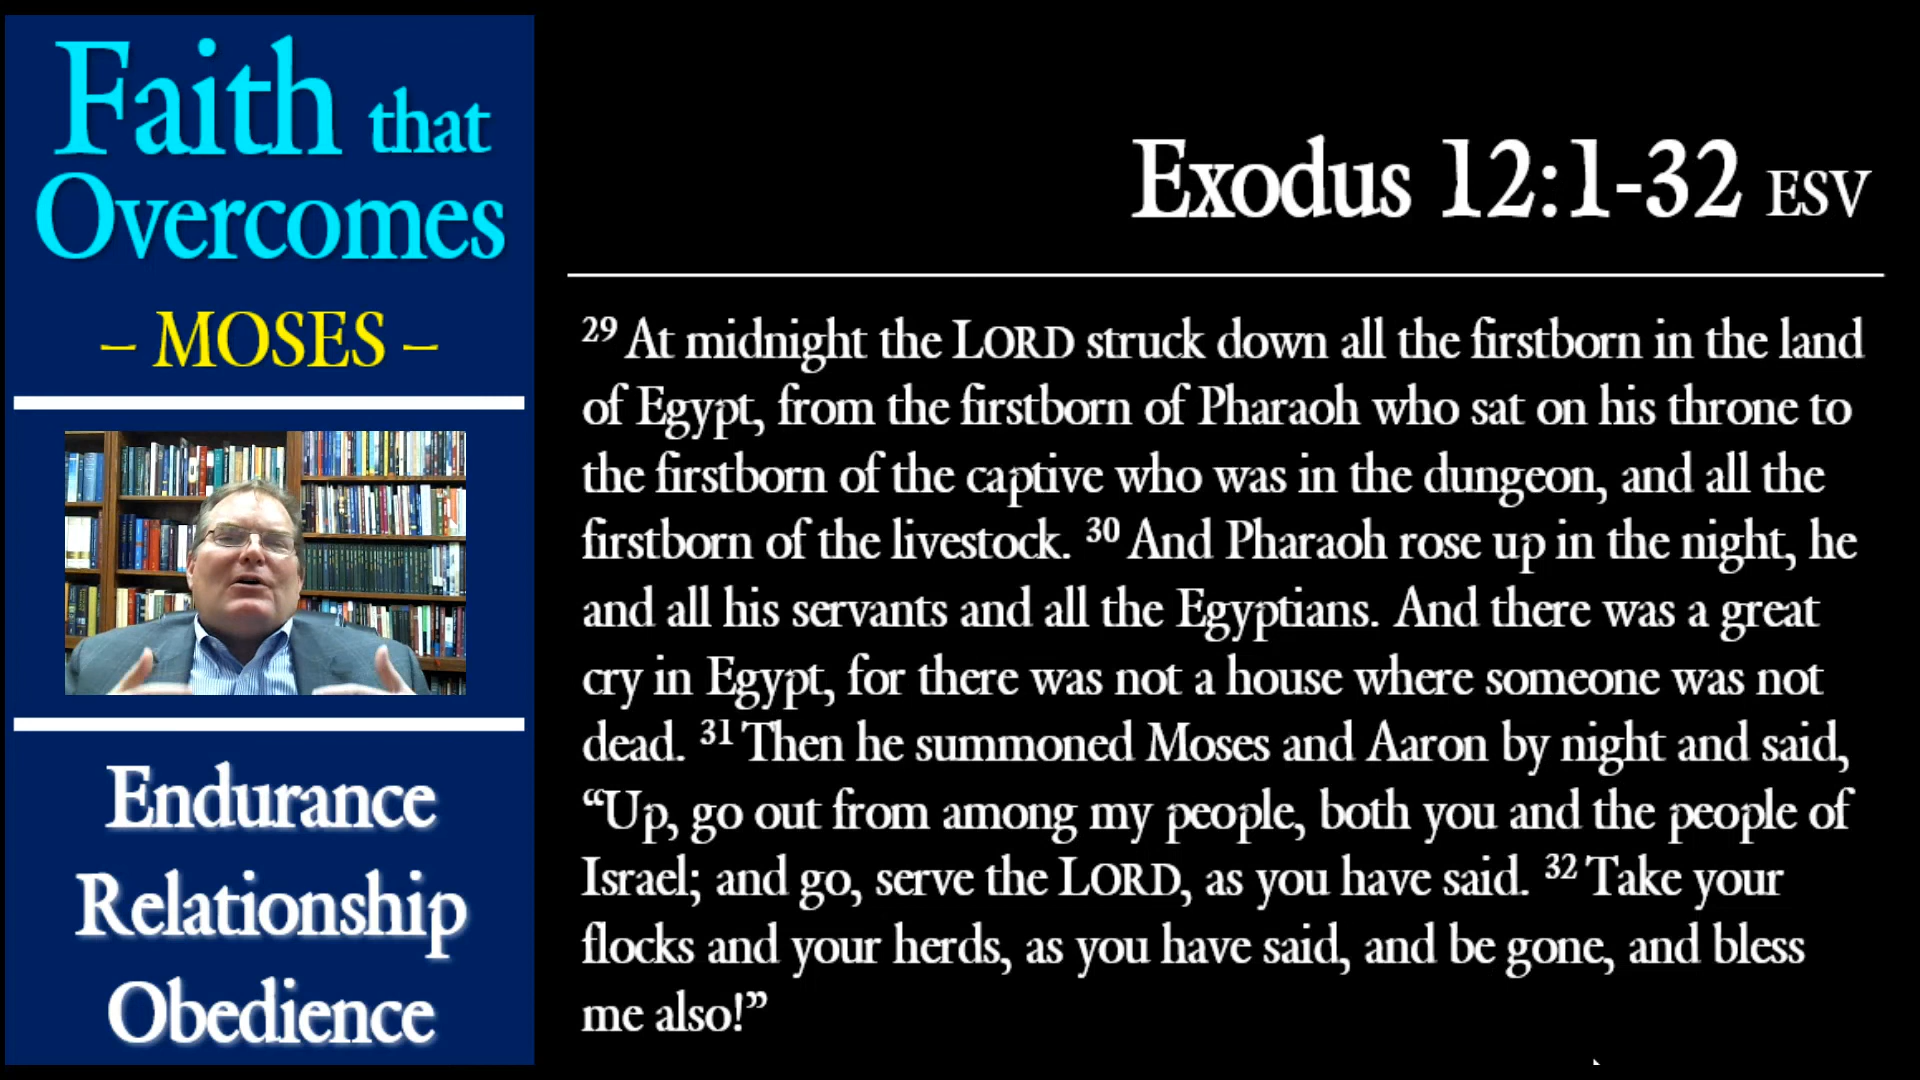 Faith that
Overcomes
– MOSES –
Endurance
Relationship
Obedience
Exodus 12:1-32 ESV
29 At midnight the LORD struck down all the firstborn in the land
of Egypt, from the firstborn of Pharaoh who sat on his throne to
the firstborn of the captive who was in the dungeon, and all the
firstborn of the livestock. 30 And Pharaoh rose up in the night, he
and all his servants and all the Egyptians. And there was a great
cry in Egypt, for there was not a house where someone was not
dead. 31 Then he summoned Moses and Aaron by night and said,
“Up, go out from among my people, both you and the people of
Israel; and go, serve the LORD, as you have said. 32 Take your
flocks and your herds, as you have said, and be gone, and bless
me also!”